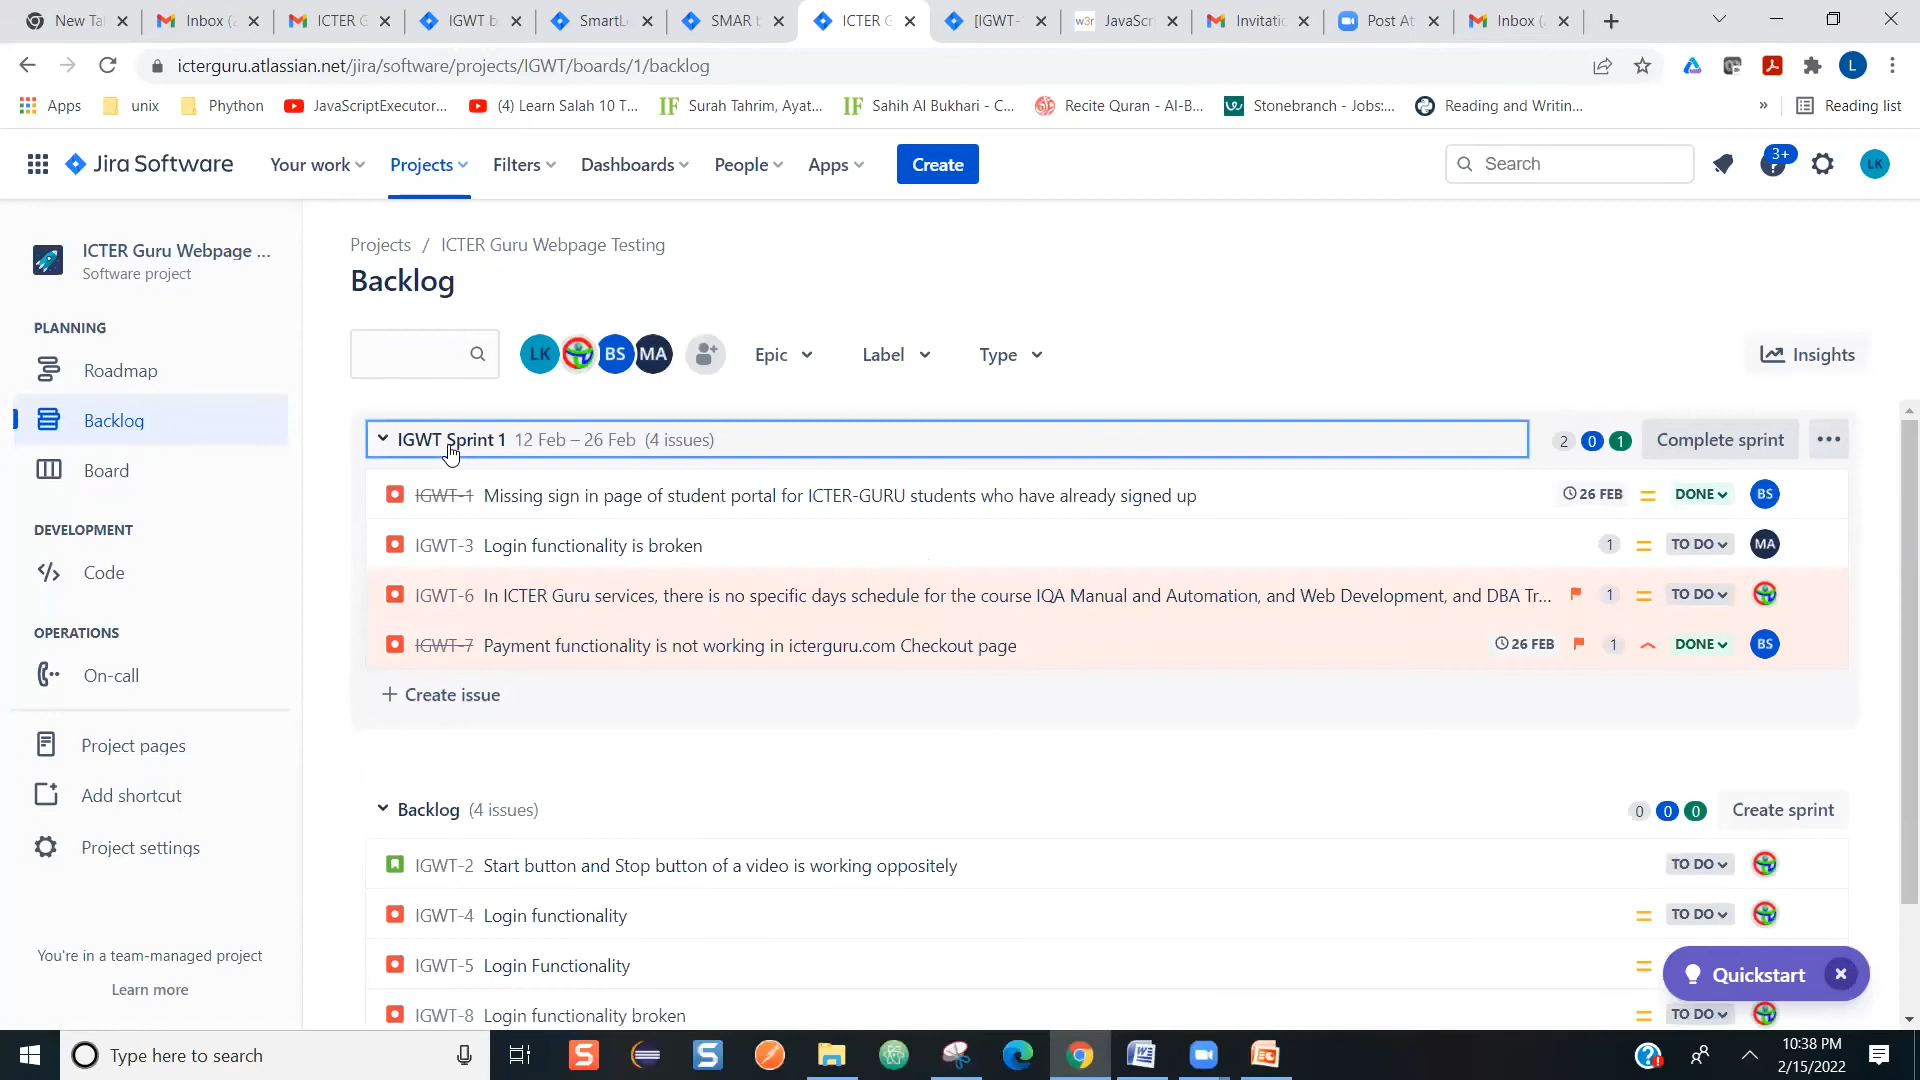 New Ta
Inbox (2
ICTER G
IGWT b
SmartL
SMAR b
ICTER G
[IGWT-
w3r JavaScr
Invitatio
Post At
Inbox (
icterguru.atlassian.net/jira/software/projects/IGWT/boards/1/backlog
L
Apps
unix
Phython
JavaScriptExecutor...
(4) Learn Salah 10 T...
IF Surah Tahrim, Ayat...
IF Sahih Al Bukhari - C...
Recite Quran - Al-B...
Stonebranch - Jobs:...
Reading and Writin...
»
Reading list
Jira Software
Your work
Projects
Filters
Dashboards
People
Apps
Create
Search
3+
LK
ICTER Guru Webpage ...
Software project
PLANNING
Roadmap
Backlog
Board
DEVELOPMENT
Code
OPERATIONS
On-call
Project pages
Add shortcut
Project settings
You're in a team-managed project
Learn more
Projects / ICTER Guru Webpage Testing
Backlog
LK BS MA
Epic
Label
Type
Insights
IGWT Sprint 1 12 Feb – 26 Feb (4 issues)
2 0 1 Complete sprint
IGWT-1 Missing sign in page of student portal for ICTER-GURU students who have already signed up 26 FEB DONE BS
IGWT-3 Login functionality is broken 1 TO DO MA
IGWT-6 In ICTER Guru services, there is no specific days schedule for the course IQA Manual and Automation, and Web Development, and DBA Tr... 1 TO DO
IGWT-7 Payment functionality is not working in icterguru.com Checkout page 26 FEB 1 DONE BS
+ Create issue
Backlog (4 issues)
0 0 0 Create sprint
IGWT-2 Start button and Stop button of a video is working oppositely TO DO
IGWT-4 Login functionality TO DO
IGWT-5 Login Functionality
IGWT-8 Login functionality broken TO DO
Quickstart
Type here to search
10:38 PM
2/15/2022